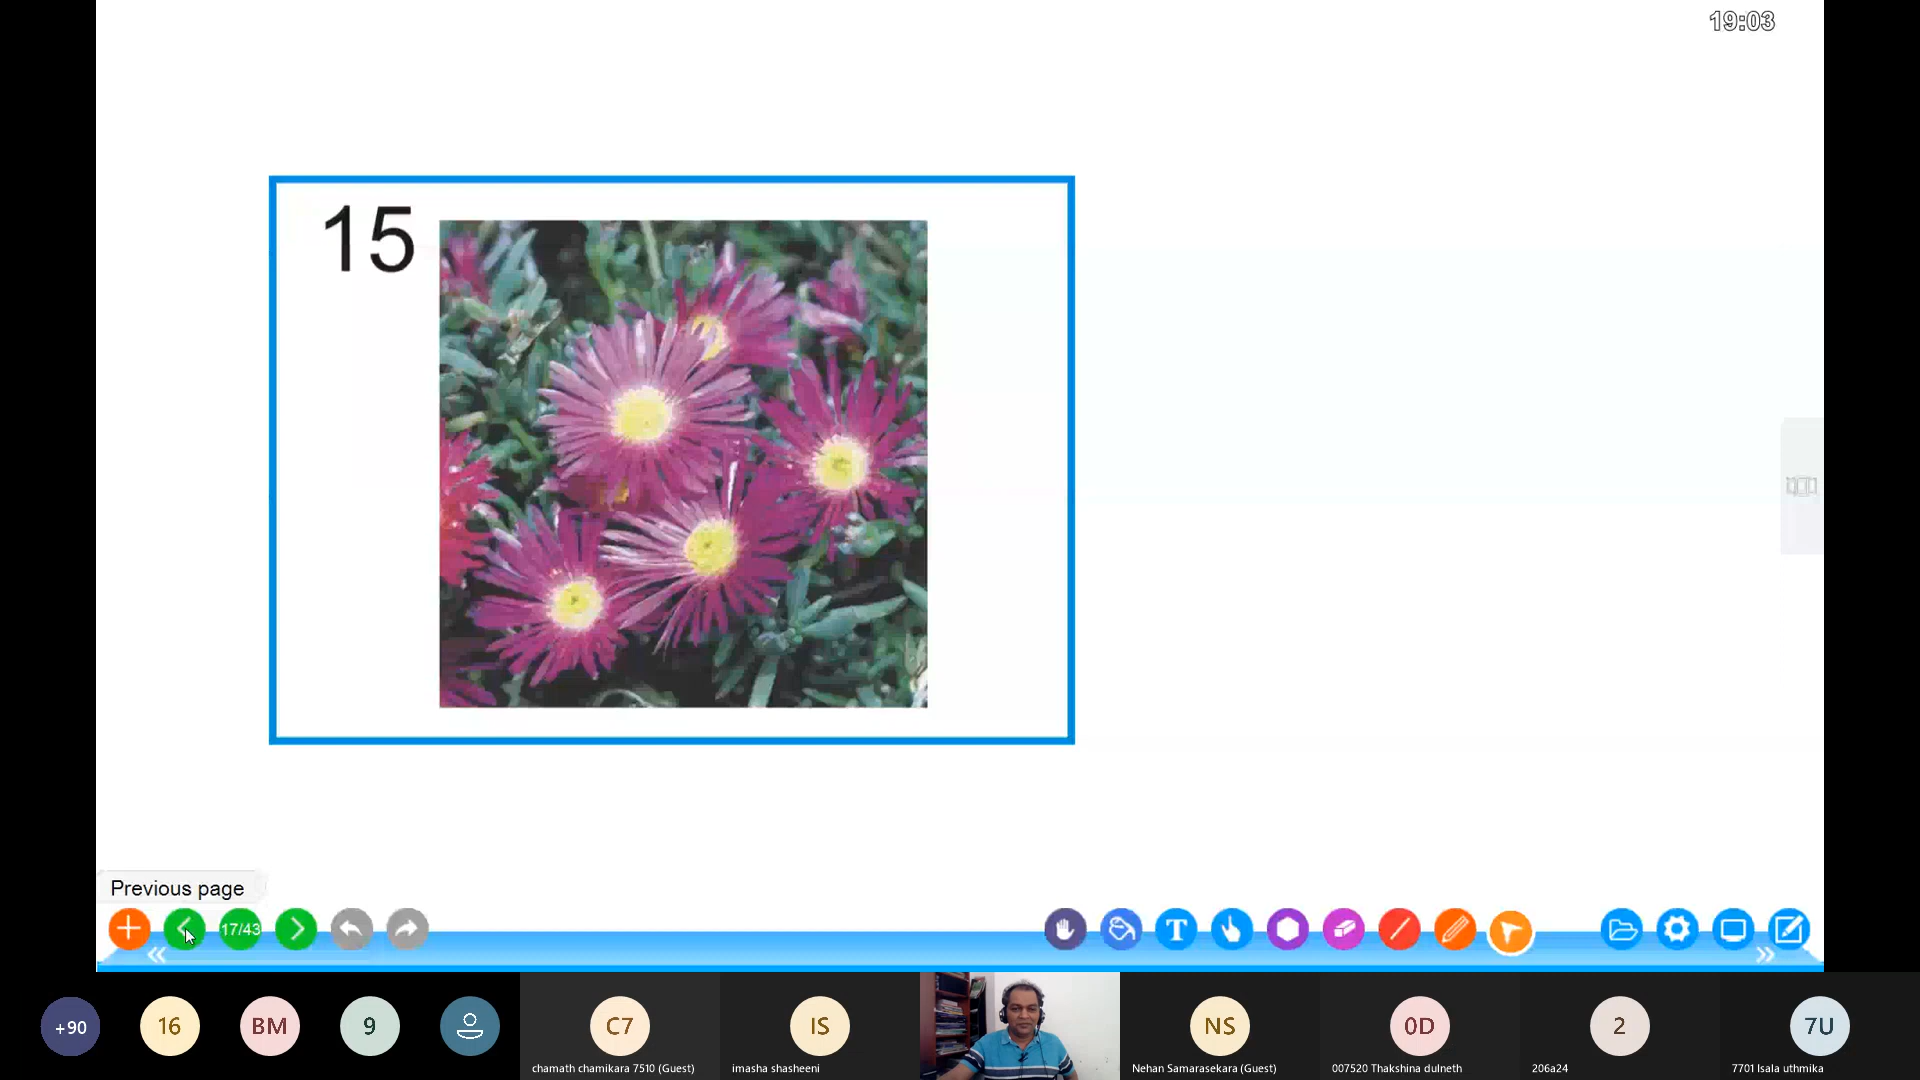 19:03
15
Previous page
17/43
T
+90
16
BM
9
C7
IS
NS
0D
2
7U
chamath chamikara 7510 (Guest)
imasha shasheeni
Nehan Samarasekara (Guest)
007520 Thakshina dulneth
206a24
7701 Isala uthmika